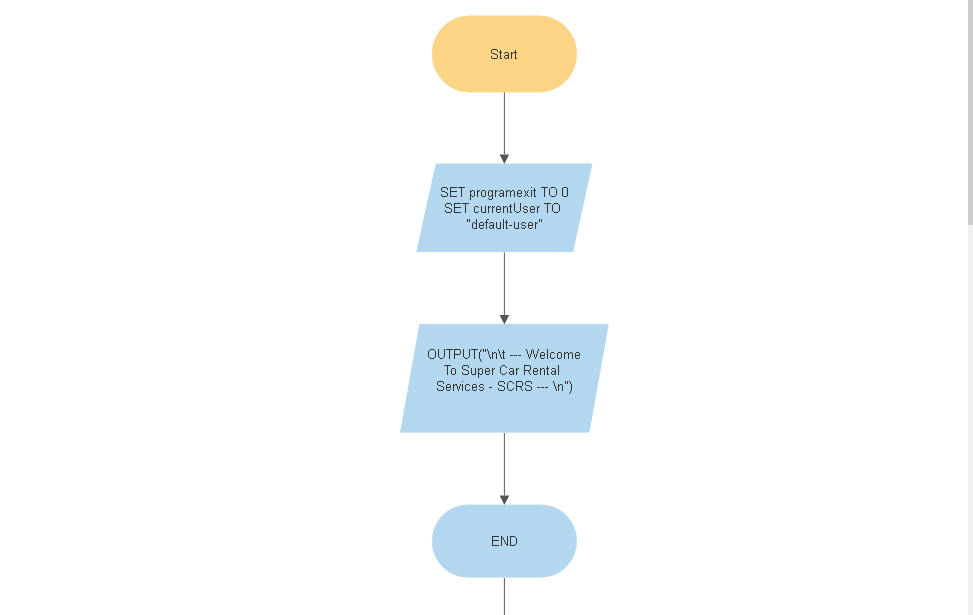 Start
SET programexit TO 0
SET currentUser TO
"default-user"
OUTPUT("\n\t --- Welcome
To Super Car Rental
Services - SCRS --- \n")
END